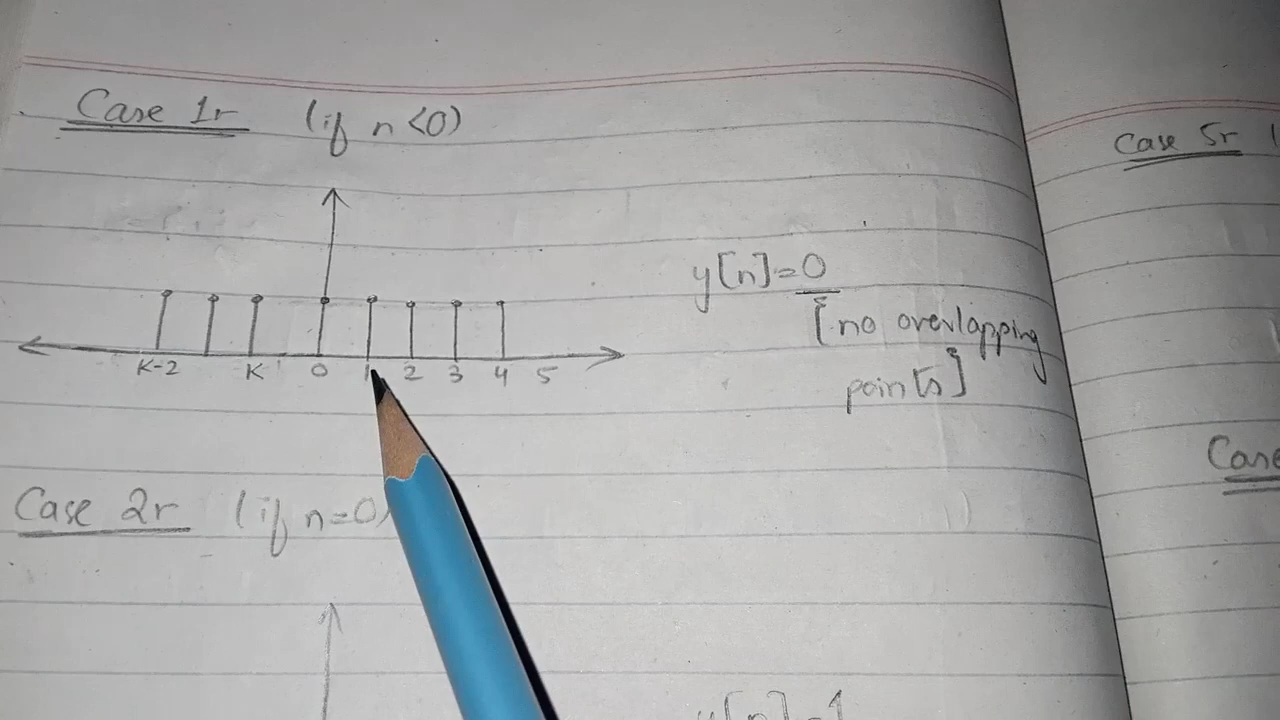 Case 1r (if n<0)
y[n]=0
[no overlapping
points]
K-2 K 0 1 2 3 4 5
Case 2r (if n=0)
y[n]=1
Case 5r (
Case